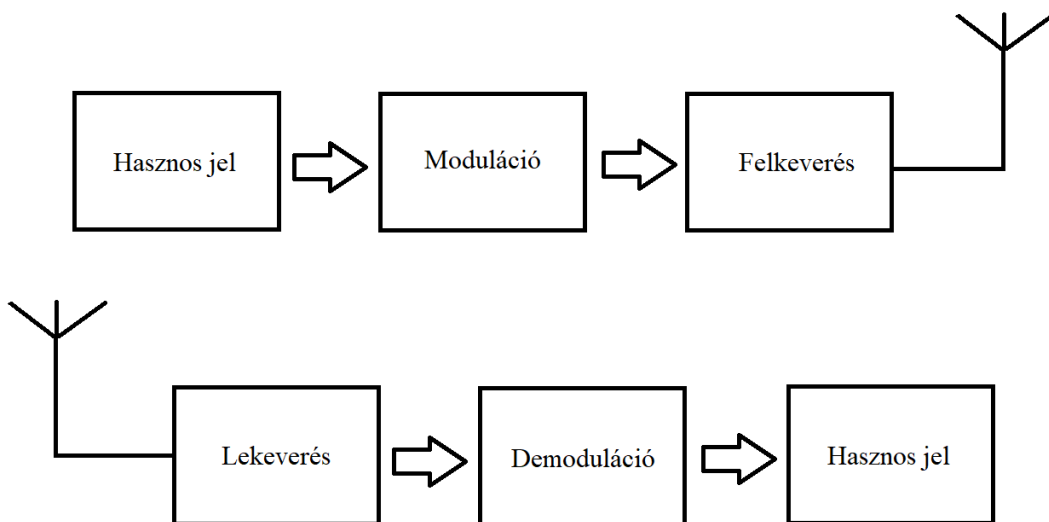 Hasznos jel
Moduláció
Felkeverés
Lekeverés
Demoduláció
Hasznos jel